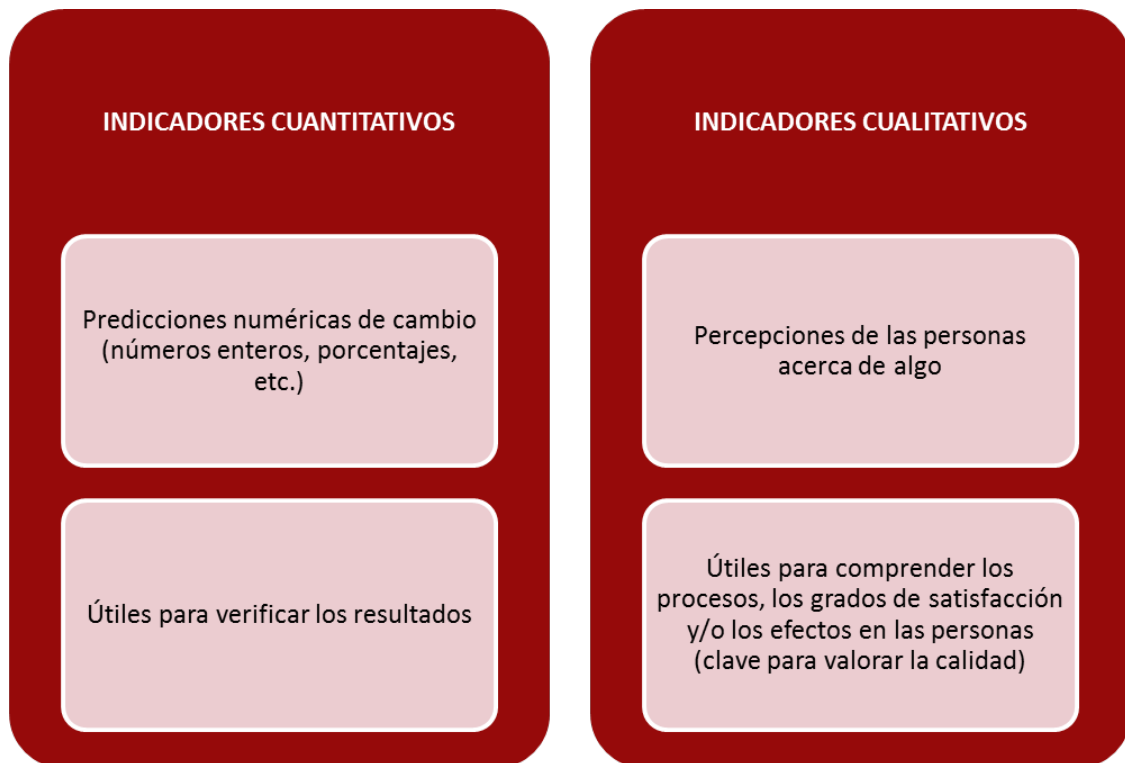 INDICADORES CUANTITATIVOS
Predicciones numéricas de cambio
(números enteros, porcentajes,
etc.)
Útiles para verificar los resultados
INDICADORES CUALITATIVOS
Percepciones de las personas
acerca de algo
Útiles para comprender los
procesos, los grados de satisfacción
y/o los efectos en las personas
(clave para valorar la calidad)